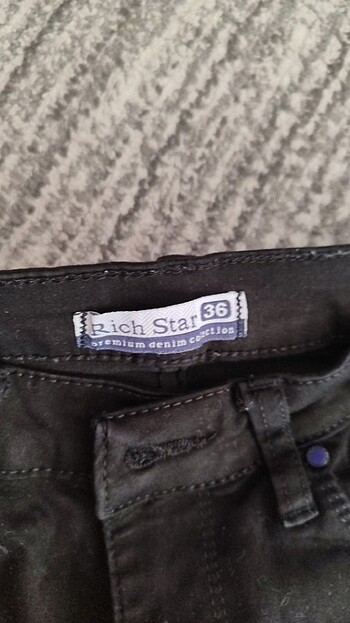 Rich Star 36
premium denim collection